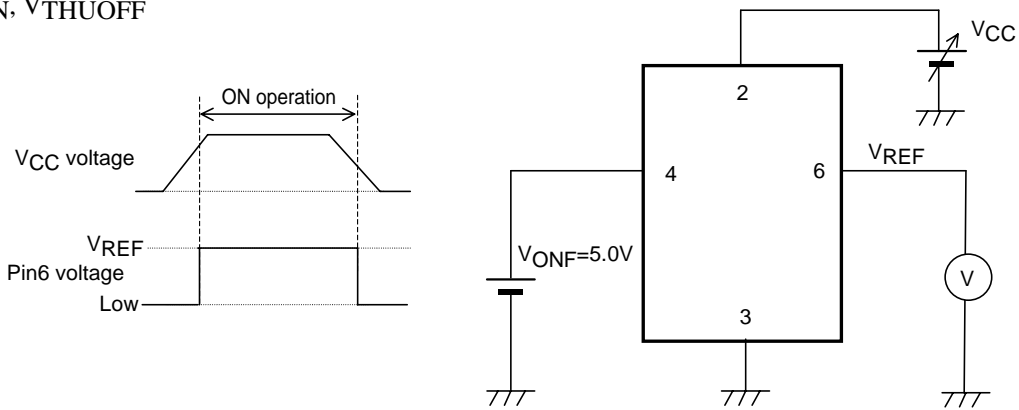 N, VTHUOFF
ON operation
VCC voltage
VREF
Pin6 voltage
Low
VCC
2
VREF
4
6
VONF=5.0V
V
3